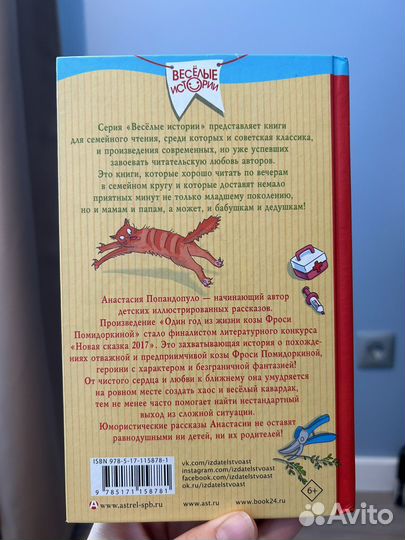 ВЕСЁЛЫЕ
ИСТОРИИ
Серия «Весёлые истории» представляет книги
для семейного чтения, среди которых и советская классика,
и произведения современных, но уже успевших
завоевать читательскую любовь авторов.
Это книги, которые хорошо читать по вечерам
в семейном кругу и которые доставят немало
приятных минут не только младшему поколению,
но и мамам и папам, а может, и бабушкам и дедушкам!
Анастасия Попандопуло — начинающий автор
детских иллюстрированных рассказов.
Произведение «Один год из жизни козы Фроси
Помидоркиной» стало финалистом литературного конкурса
«Новая сказка 2017». Это захватывающая история о похожде-
ниях отважной и предприимчивой козы Фроси Помидоркиной,
героини с характером и безграничной фантазией!
От чистого сердца и любви к ближнему она умудряется
на ровном месте создать хаос и весёлый кавардак,
тем не менее часто помогает найти нестандартный
выход из сложной ситуации.
Юмористические рассказы Анастасии не оставят
равнодушными ни детей, ни их родителей!
ISBN 978-5-17-115878-1
9 785171 158781
vk.com/izdatelstvoast
instagram.com/izdatelstvoast
facebook.com/izdatelstvoast
ok.ru/izdatelstvoast
6+
www.astrel-spb.ru
www.ast.ru
www.book24.ru
Avito